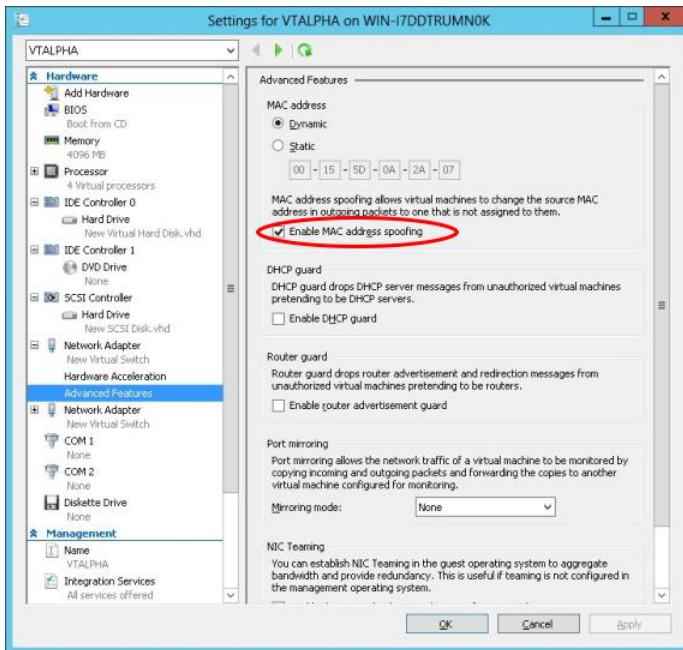 Settings for VTALPHA on WIN-I7DDTRUMN0K
VTALPHA
Hardware
Add Hardware
BIOS
Boot from CD
Memory
4096 MB
Processor
4 Virtual processors
IDE Controller 0
Hard Drive
New Virtual Hard Disk.vhd
IDE Controller 1
DVD Drive
None
SCSI Controller
Hard Drive
New SCSI Disk.vhd
Network Adapter
New Virtual Switch
Hardware Acceleration
Advanced Features
Network Adapter
New Virtual Switch
COM 1
None
COM 2
None
Diskette Drive
None
Management
Name
VTALPHA
Integration Services
All services offered
Advanced Features
MAC address
Dynamic
Static
00 - 15 - 5D - 0A - 2A - 07
MAC address spoofing allows virtual machines to change the source MAC
address in outgoing packets to one that is not assigned to them.
Enable MAC address spoofing
DHCP guard
DHCP guard drops DHCP server messages from unauthorized virtual machines
pretending to be DHCP servers.
Enable DHCP guard
Router guard
Router guard drops router advertisement and redirection messages from
unauthorized virtual machines pretending to be routers.
Enable router advertisement guard
Port mirroring
Port mirroring allows the network traffic of a virtual machine to be monitored by
copying incoming and outgoing packets and forwarding the copies to another
virtual machine configured for monitoring.
Mirroring mode: None
NIC Teaming
You can establish NIC Teaming in the guest operating system to aggregate
bandwidth and provide redundancy. This is useful if teaming is not configured in
the management operating system.
OK Cancel Apply